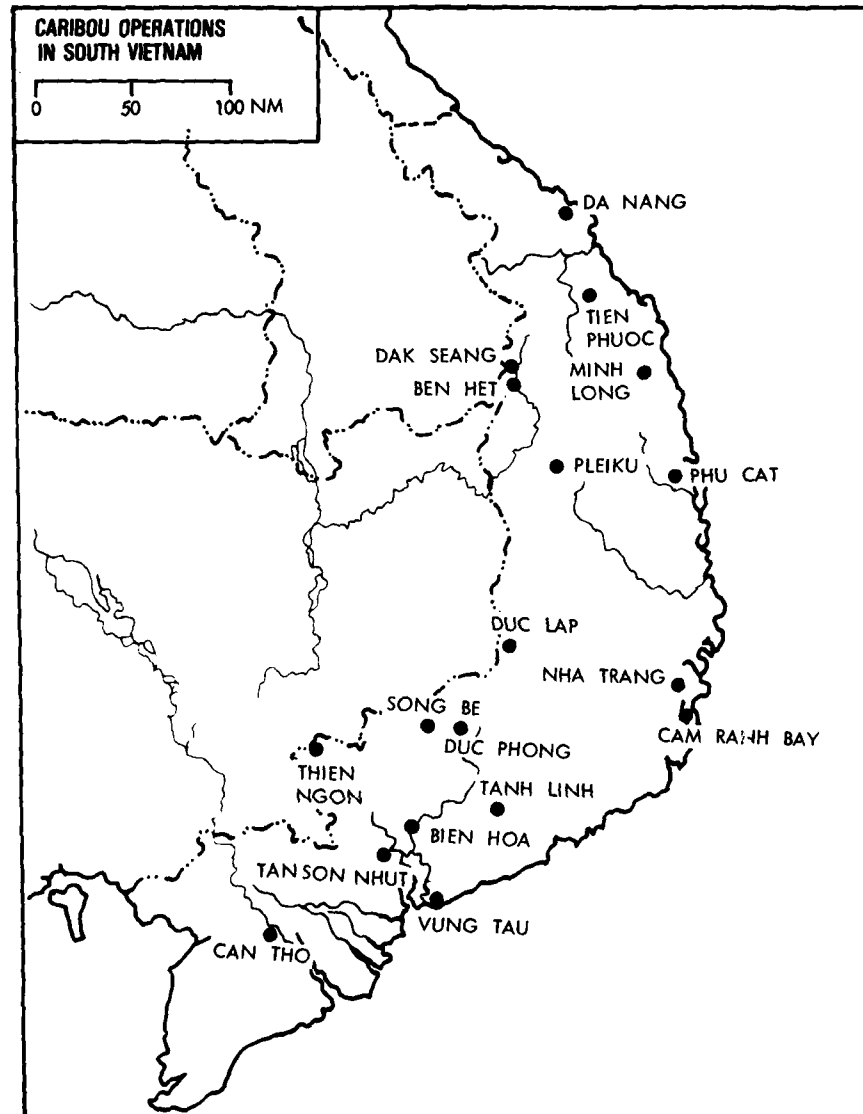 CARIBOU OPERATIONS
IN SOUTH VIETNAM
0 50 100 NM
DA NANG
TIEN
PHUOC
DAK SEANG
MINH
LONG
BEN HET
PLEIKU
PHU CAT
DUC LAP
NHA TRANG
SONG BE
CAM RANH BAY
DUC PHONG
THIEN
NGON
TANH LINH
BIEN HOA
TAN SON NHUT
VUNG TAU
CAN THO